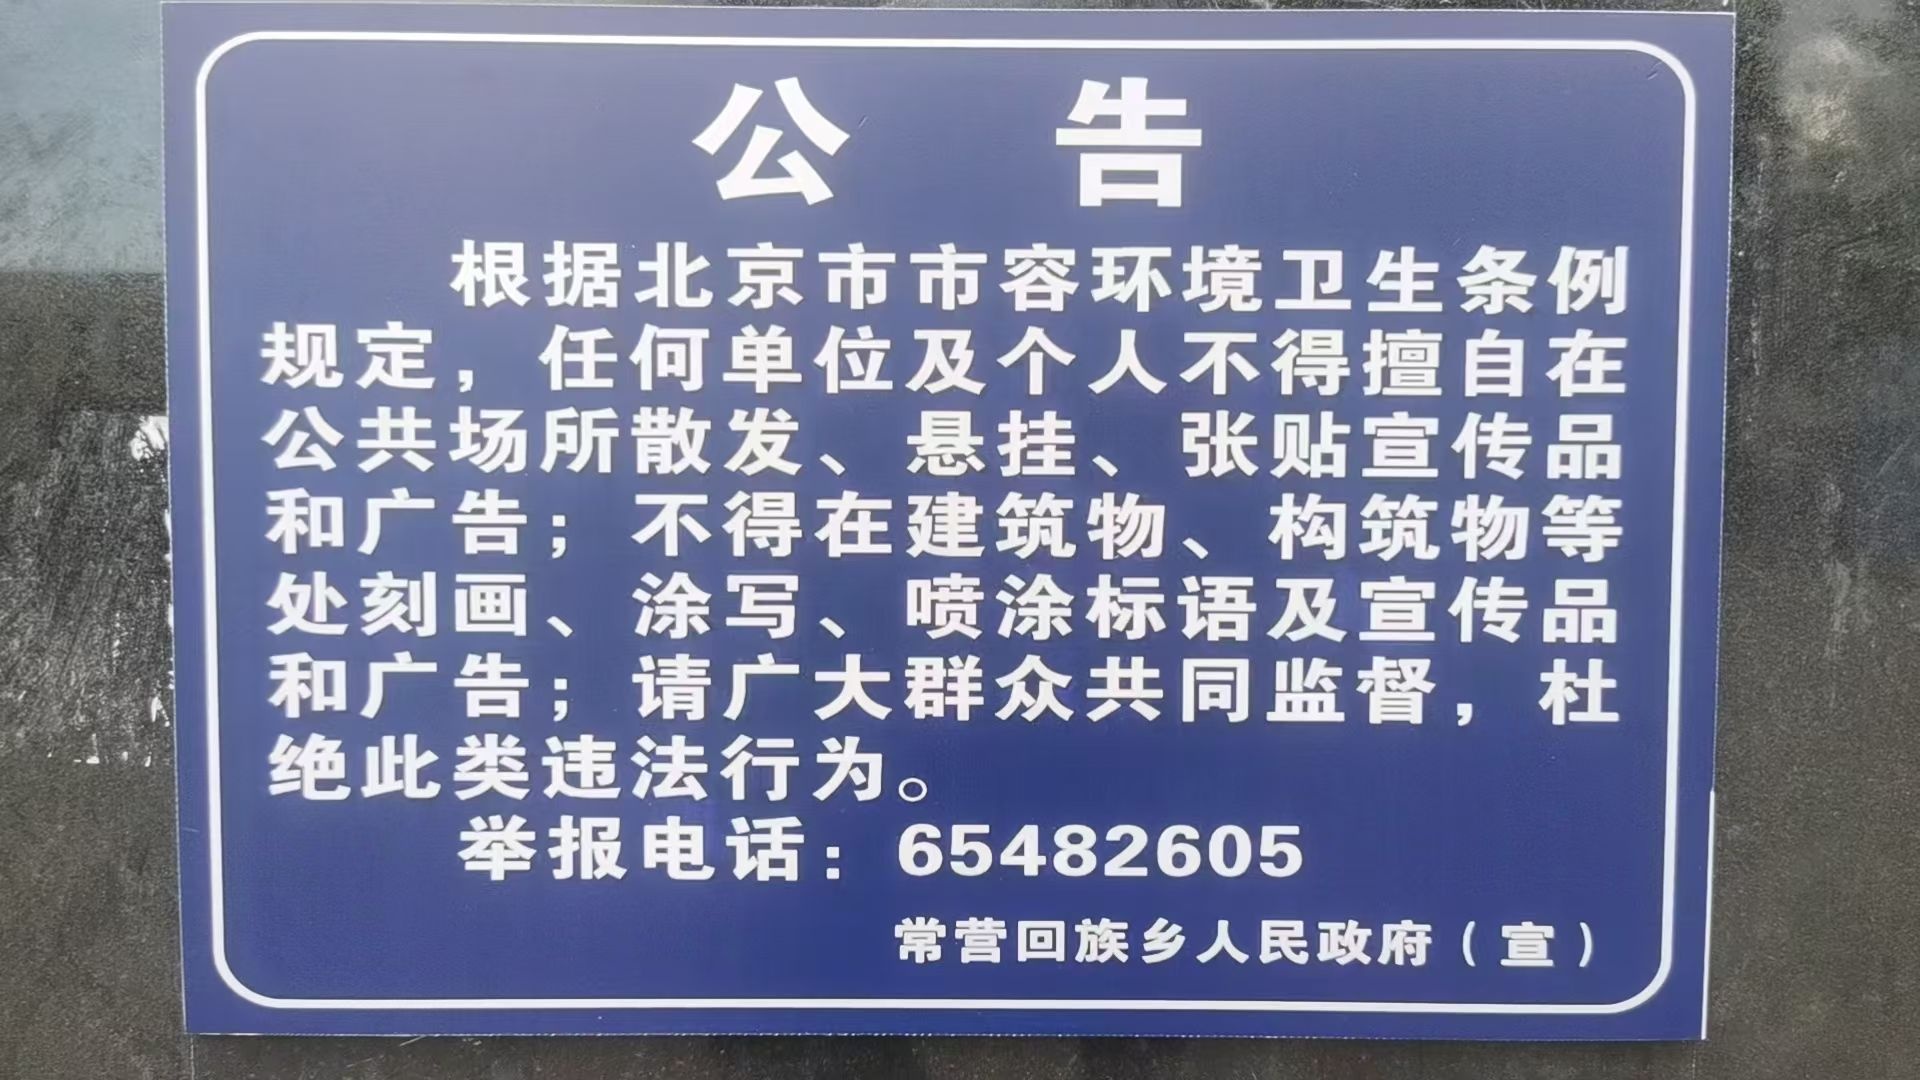 公告
根据北京市市容环境卫生条例
规定，任何单位及个人不得擅自在
公共场所散发、悬挂、张贴宣传品
和广告；不得在建筑物、构筑物等
处刻画、涂写、喷涂标语及宣传品
和广告；请广大群众共同监督，杜
绝此类违法行为。
举报电话：65482605
常营回族乡人民政府（宣）